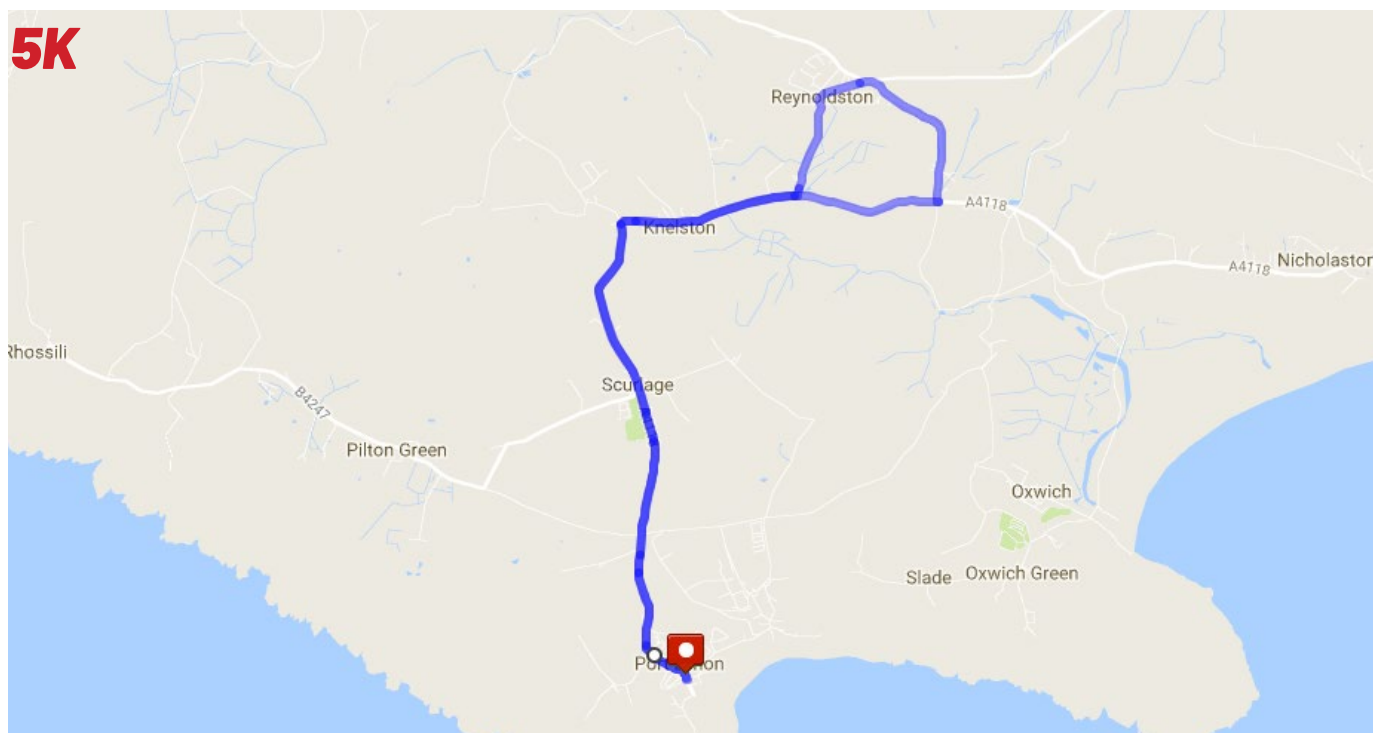 5K
Reynoldston
A4118
Knelston
A4118
Nicholaston
Rhossili
Scurlage
B4247
Pilton Green
Oxwich
Slade
Oxwich Green